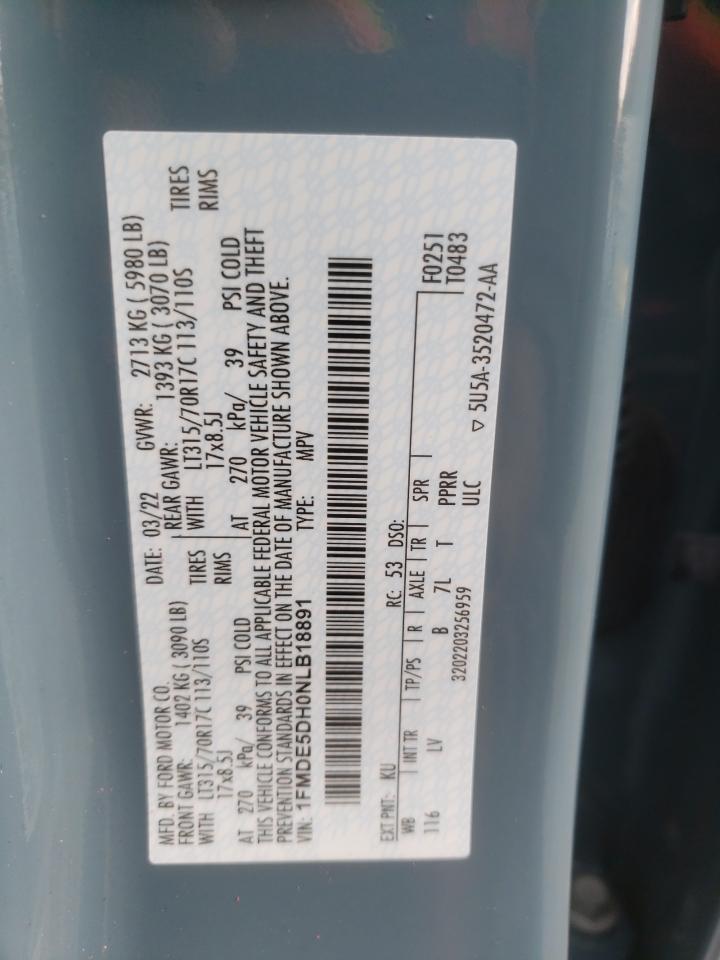 MFD. BY FORD MOTOR CO.
DATE: 03/22 GVWR: 2713 KG ( 5980 LB)
FRONT GAWR: 1402 KG ( 3090 LB)
REAR GAWR: 1393 KG ( 3070 LB)
WITH LT315/70R17C 113/110S TIRES
WITH LT315/70R17C 113/110S TIRES
17x8.5J RIMS
17x8.5J RIMS
AT 270 kPa/ 39 PSI COLD
AT 270 kPa/ 39 PSI COLD
THIS VEHICLE CONFORMS TO ALL APPLICABLE FEDERAL MOTOR VEHICLE SAFETY AND THEFT
PREVENTION STANDARDS IN EFFECT ON THE DATE OF MANUFACTURE SHOWN ABOVE.
VIN: 1FMDE5DH0NLB18891 TYPE: MPV
EXT PNT: KU RC: 53 DSO:
WB INT TR TP/PS R AXLE TR SPR F0251
116 LV B 7L T PPRR T0483
3202203256959 ULC
▽ 5U5A-3520472-AA